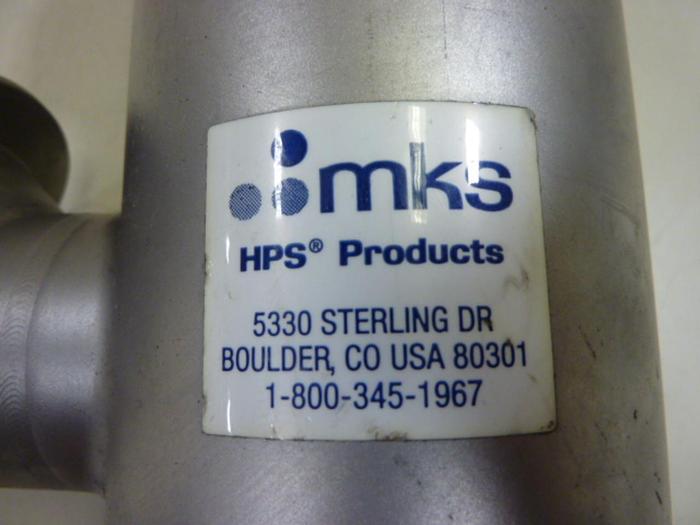 mks
HPS® Products
5330 STERLING DR
BOULDER, CO USA 80301
1-800-345-1967